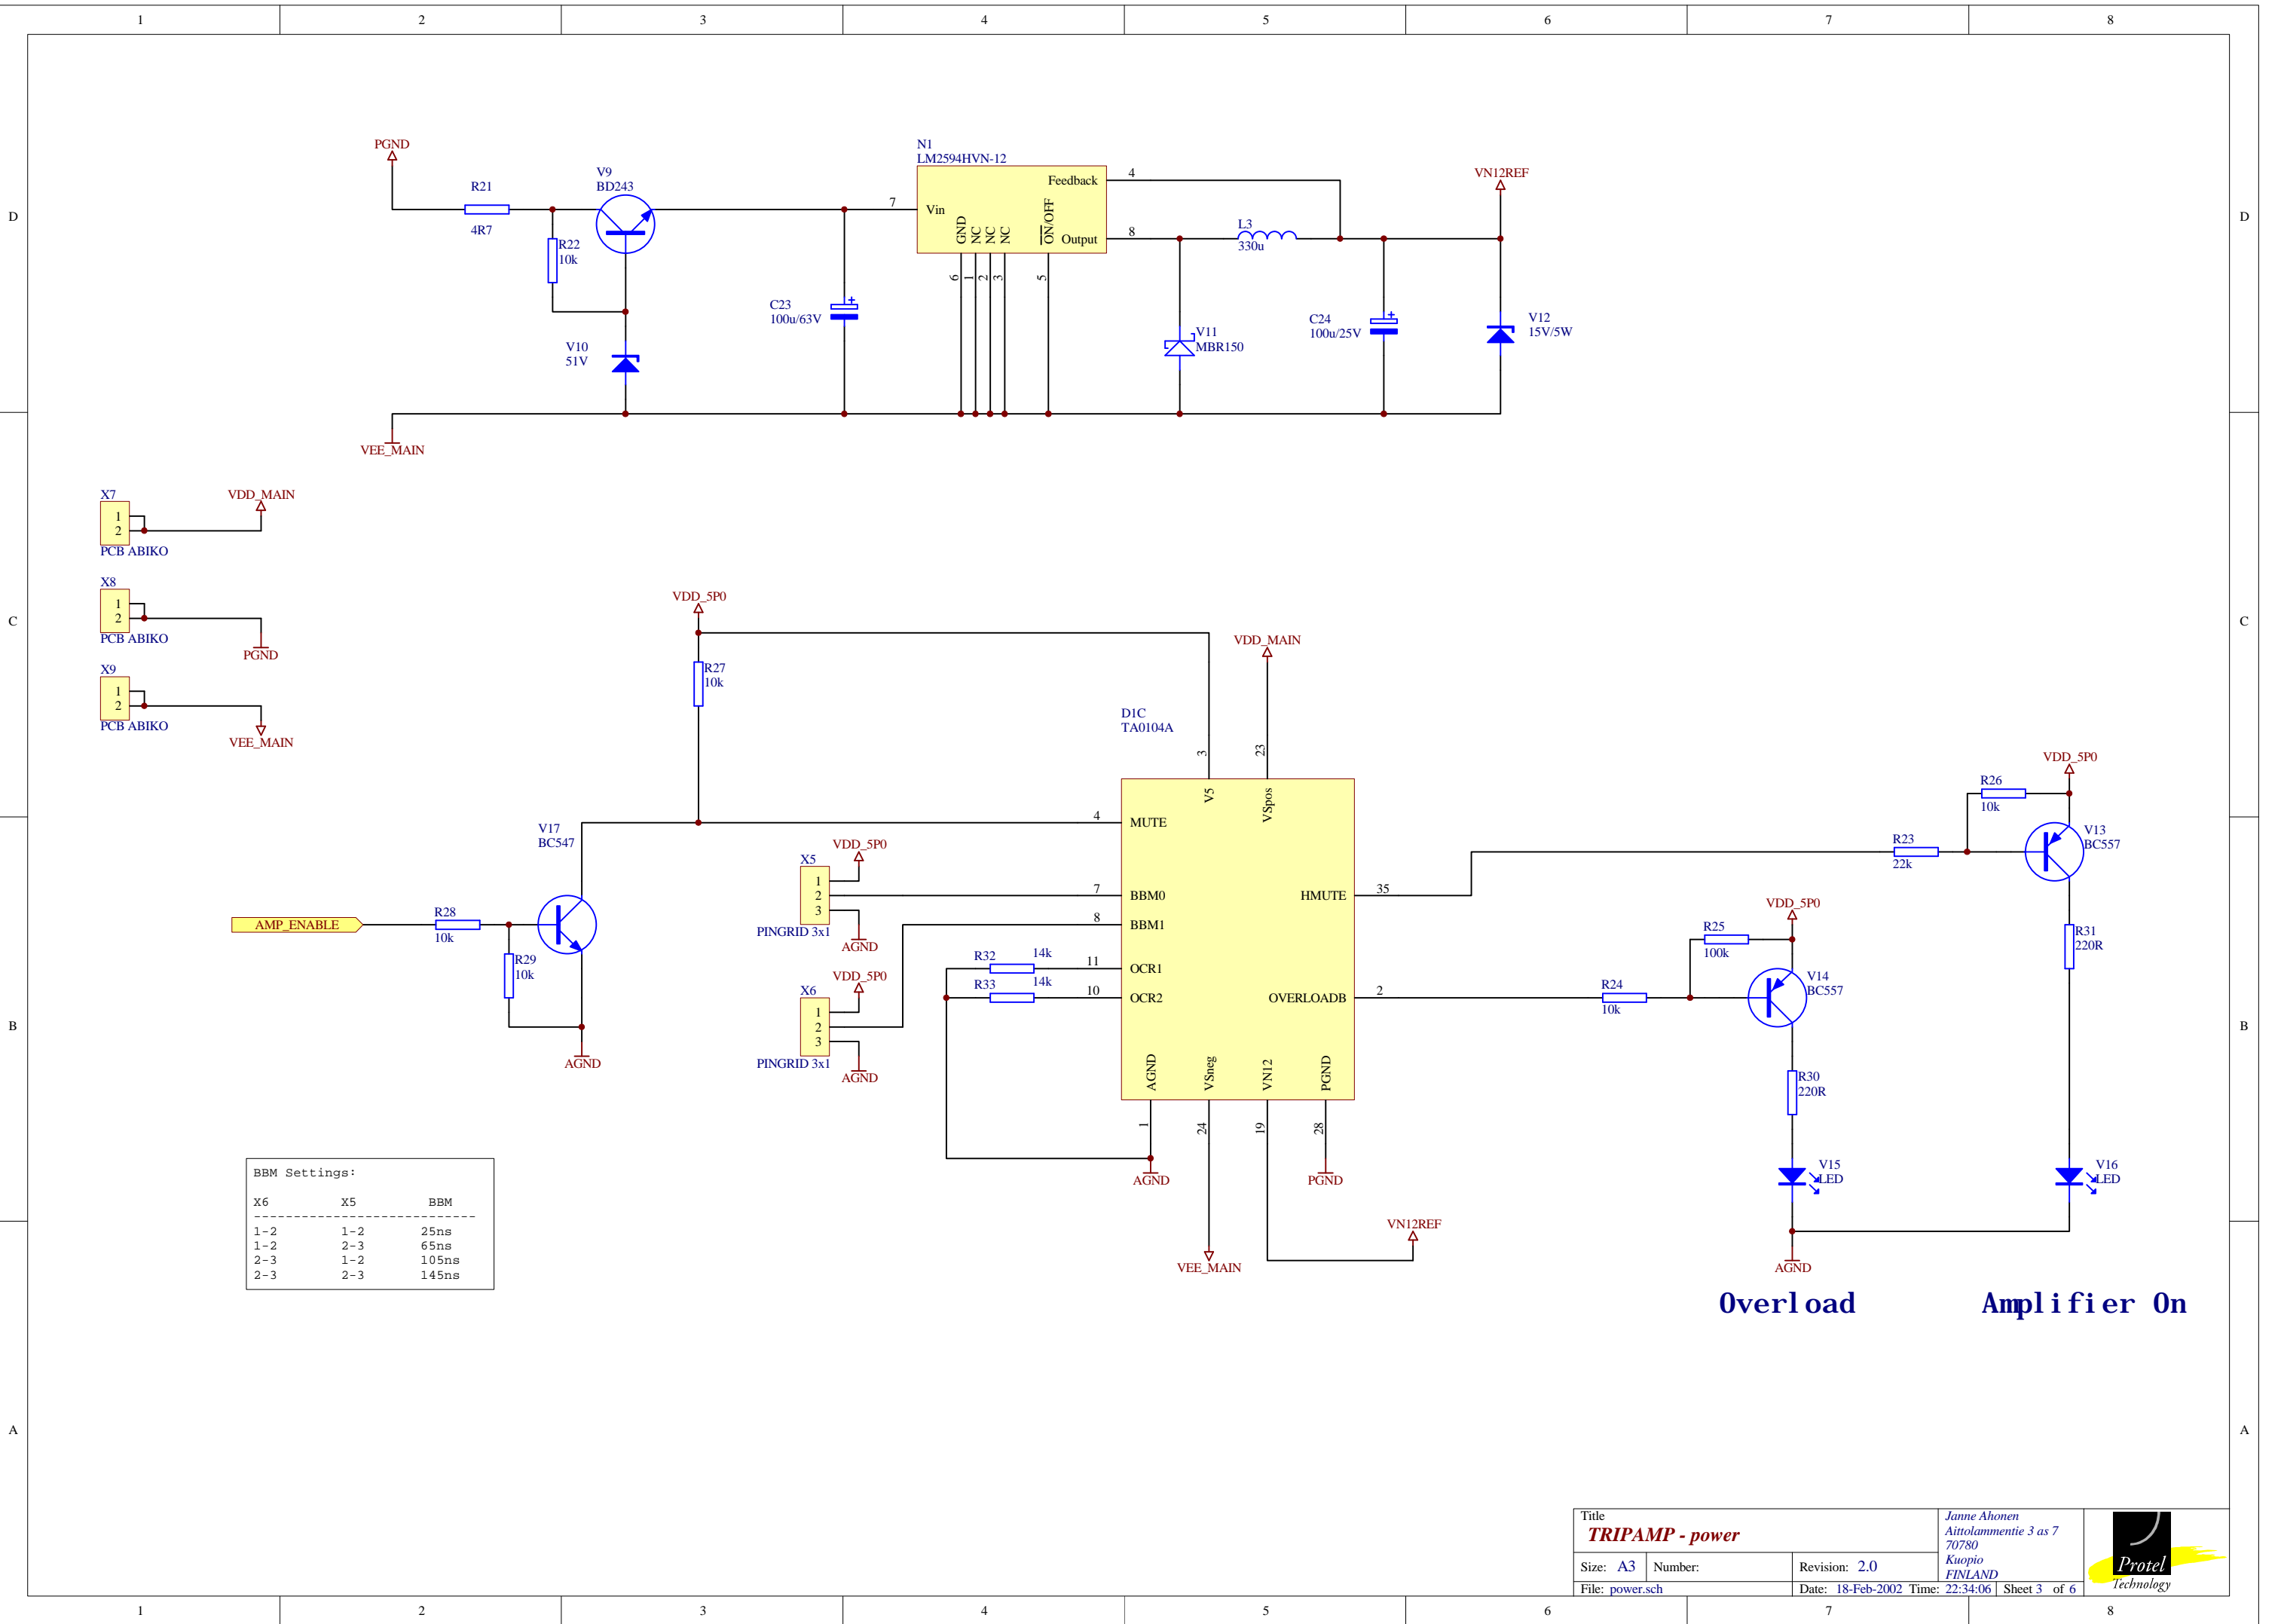 1 2 3 4 5 6 7 8
D
D
PGND
R21
4R7
R22
10k
V9
BD243
V10
51V
VEE_MAIN
C23
100u/63V
N1
LM2594HVN-12
7
Vin
Feedback
4
GND
NC
NC
NC
ON/OFF
Output
8
6
1
2
3
5
L3
330u
V11
MBR150
C24
100u/25V
VN12REF
V12
15V/5W
C
C
X7
1
2
PCB ABIKO
VDD_MAIN
X8
1
2
PCB ABIKO
PGND
X9
1
2
PCB ABIKO
VEE_MAIN
VDD_5P0
R27
10k
D1C
TA0104A
VDD_MAIN
3
23
V5
VSpos
4
MUTE
7
BBM0
8
BBM1
11
OCR1
10
OCR2
HMUTE
35
OVERLOADB
2
AGND
VSneg
VN12
PGND
1
24
19
28
AGND
VEE_MAIN
VN12REF
PGND
B
B
V17
BC547
AMP_ENABLE
R28
10k
R29
10k
AGND
X5
1
2
3
PINGRID 3x1
VDD_5P0
AGND
X6
1
2
3
PINGRID 3x1
VDD_5P0
AGND
R32 14k
R33 14k
VDD_5P0
R26
10k
R23
22k
V13
BC557
VDD_5P0
R25
100k
R24
10k
V14
BC557
R31
220R
R30
220R
V15
LED
V16
LED
AGND
Overload
Amplifier On
BBM Settings:
X6 X5 BBM
----------------------------
1-2 1-2 25ns
1-2 2-3 65ns
2-3 1-2 105ns
2-3 2-3 145ns
A
A
Title
TRIPAMP - power
Size: A3 Number: Revision: 2.0
File: power.sch Date: 18-Feb-2002 Time: 22:34:06 Sheet 3 of 6
Janne Ahonen
Aittolammentie 3 as 7
70780
Kuopio
FINLAND
Protel
Technology
1 2 3 4 5 6 7 8